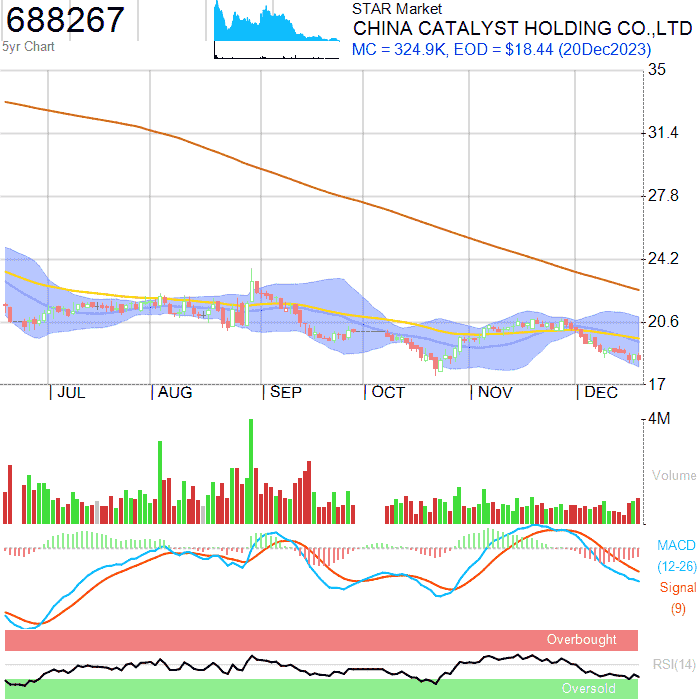 688267
5yr Chart
STAR Market
CHINA CATALYST HOLDING CO.,LTD
MC = 324.9K, EOD = $18.44 (20Dec2023)
35
31.4
27.8
24.2
20.6
17
JUL AUG SEP OCT NOV DEC
4M
Volume
MACD
(12-26)
Signal
(9)
Overbought
RSI(14)
Oversold